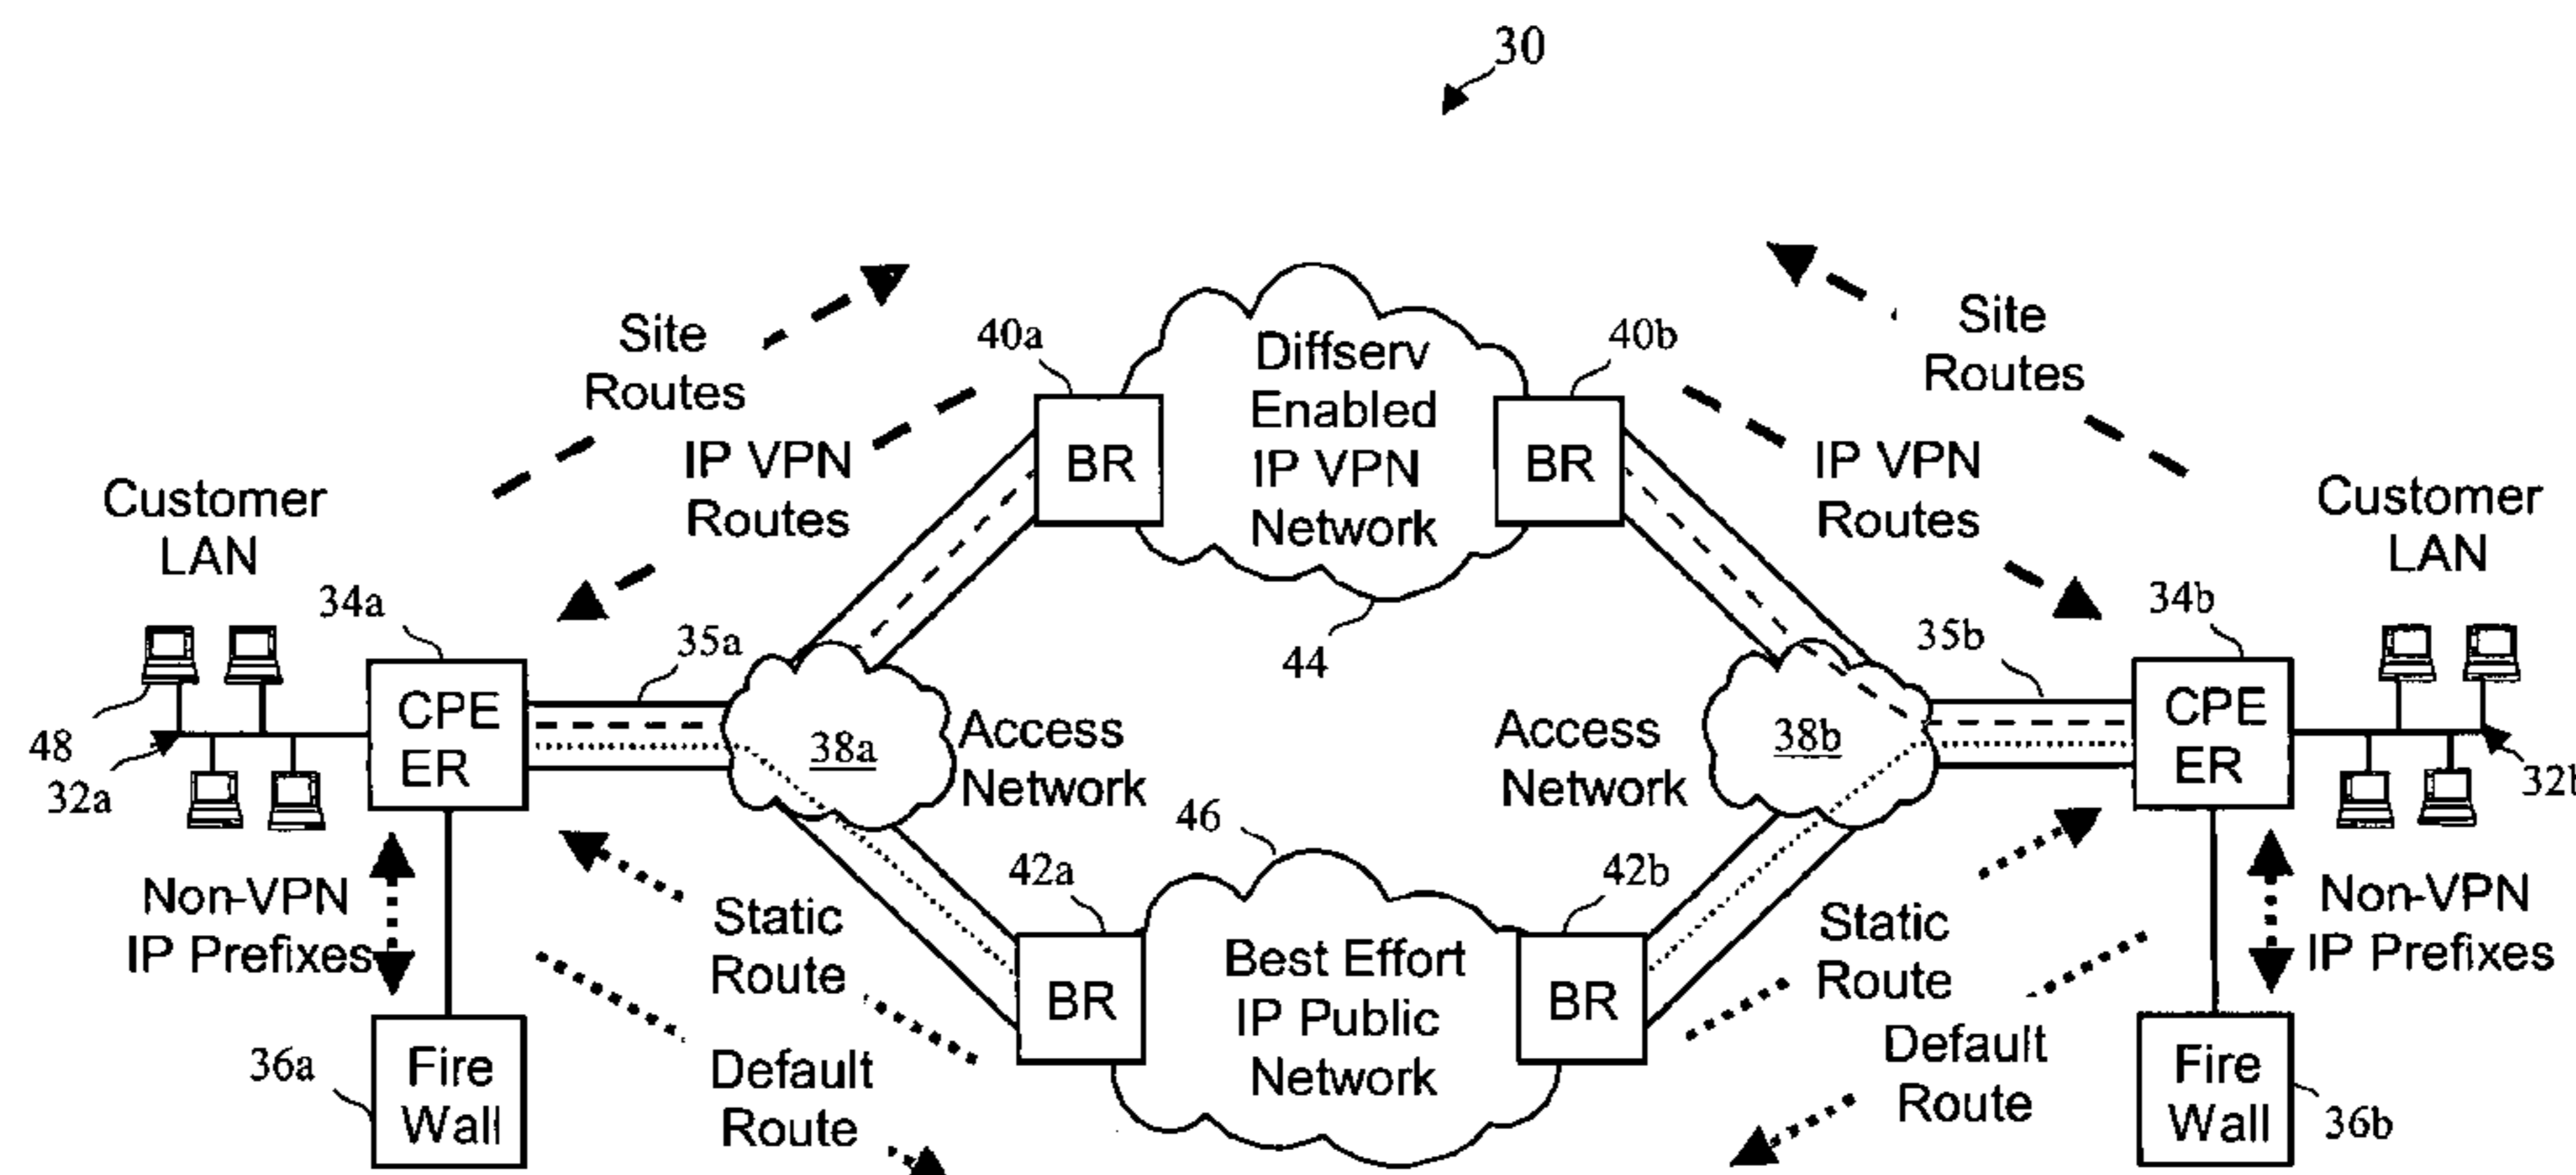 30
Site
Routes
40a
Diffserv
Enabled
IP VPN
Network
40b
Site
Routes
BR
BR
IP VPN
Routes
IP VPN
Routes
Customer
LAN
Customer
LAN
34a
35a
44
35b
34b
CPE
ER
38a
Access
Network
Access
Network
38b
CPE
ER
48
32a
32b
46
42a
42b
Non-VPN
IP Prefixes
Static
Route
BR
Best Effort
IP Public
Network
BR
Static
Route
Non-VPN
IP Prefixes
36a
Fire
Wall
Default
Route
Default
Route
Fire
Wall
36b